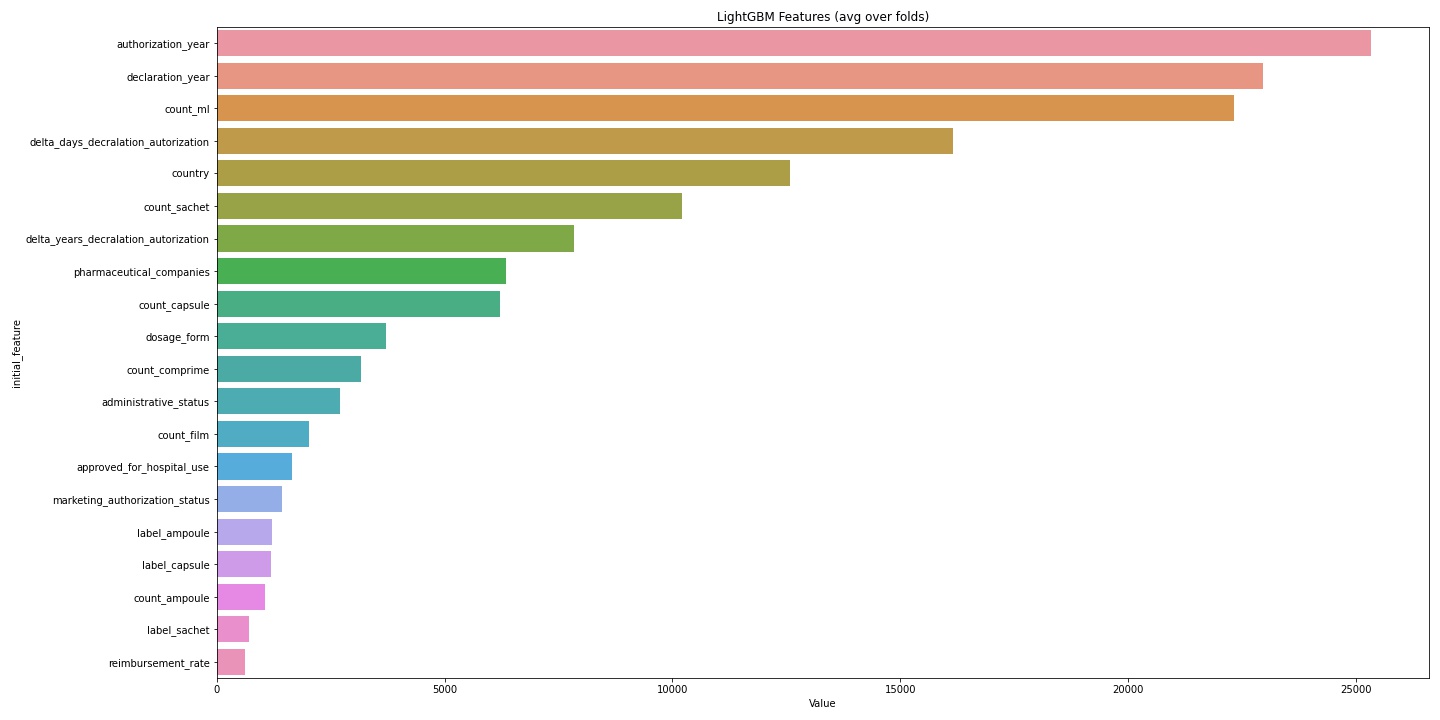 LightGBM Features (avg over folds)
authorization_year
declaration_year
count_ml
delta_days_decralation_autorization
country
count_sachet
delta_years_decralation_autorization
pharmaceutical_companies
count_capsule
dosage_form
count_comprime
administrative_status
count_film
approved_for_hospital_use
marketing_authorization_status
label_ampoule
label_capsule
count_ampoule
label_sachet
reimbursement_rate
initial_feature
0 5000 10000 15000 20000 25000
Value